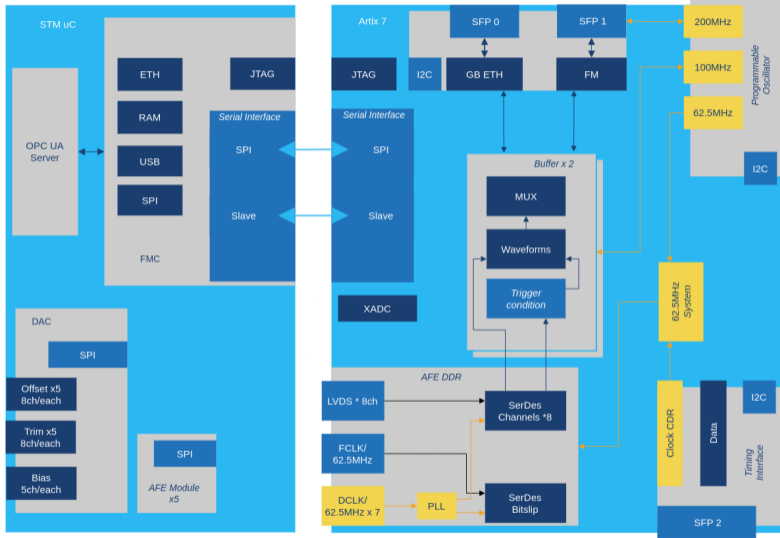 STM uC
ETH
JTAG
RAM
Serial Interface
OPC UA
Server
USB
SPI
SPI
Slave
FMC
DAC
SPI
Offset x5
8ch/each
Trim x5
8ch/each
Bias
5ch/each
SPI
AFE Module
x5
Artix 7
SFP 0
SFP 1
JTAG
I2C
GB ETH
FM
Serial Interface
SPI
Slave
XADC
Buffer x 2
MUX
Waveforms
Trigger
condition
AFE DDR
LVDS * 8ch
SerDes
Channels *8
FCLK/
62.5MHz
DCLK/
62.5MHz x 7
PLL
SerDes
Bitslip
200MHz
100MHz
62.5MHz
Programmable
Oscillator
I2C
62.5MHz
System
I2C
Clock CDR
Data
Timing
Interface
SFP 2